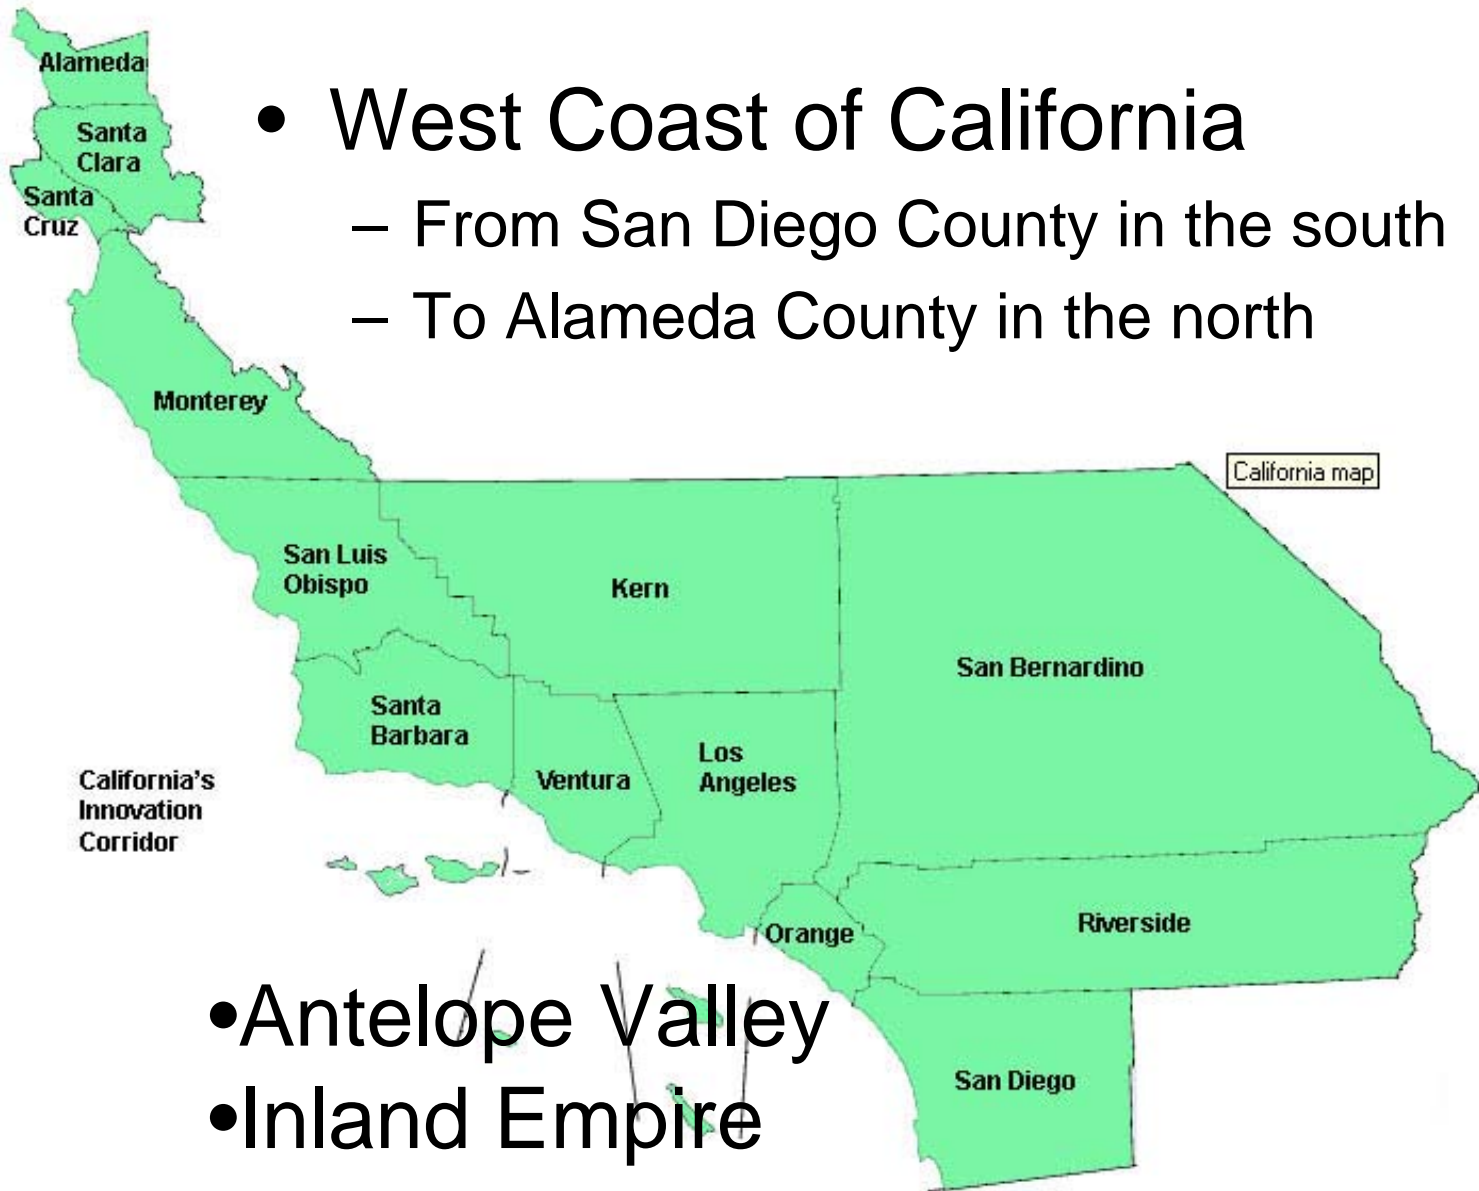 Alameda
• West Coast of California
Santa
Clara
Santa
Cruz
– From San Diego County in the south
– To Alameda County in the north
Monterey
California map
San Luis
Obispo
Kern
San Bernardino
Santa
Barbara
Ventura
Los
Angeles
California's
Innovation
Corridor
Orange
Riverside
•Antelope Valley
San Diego
•Inland Empire